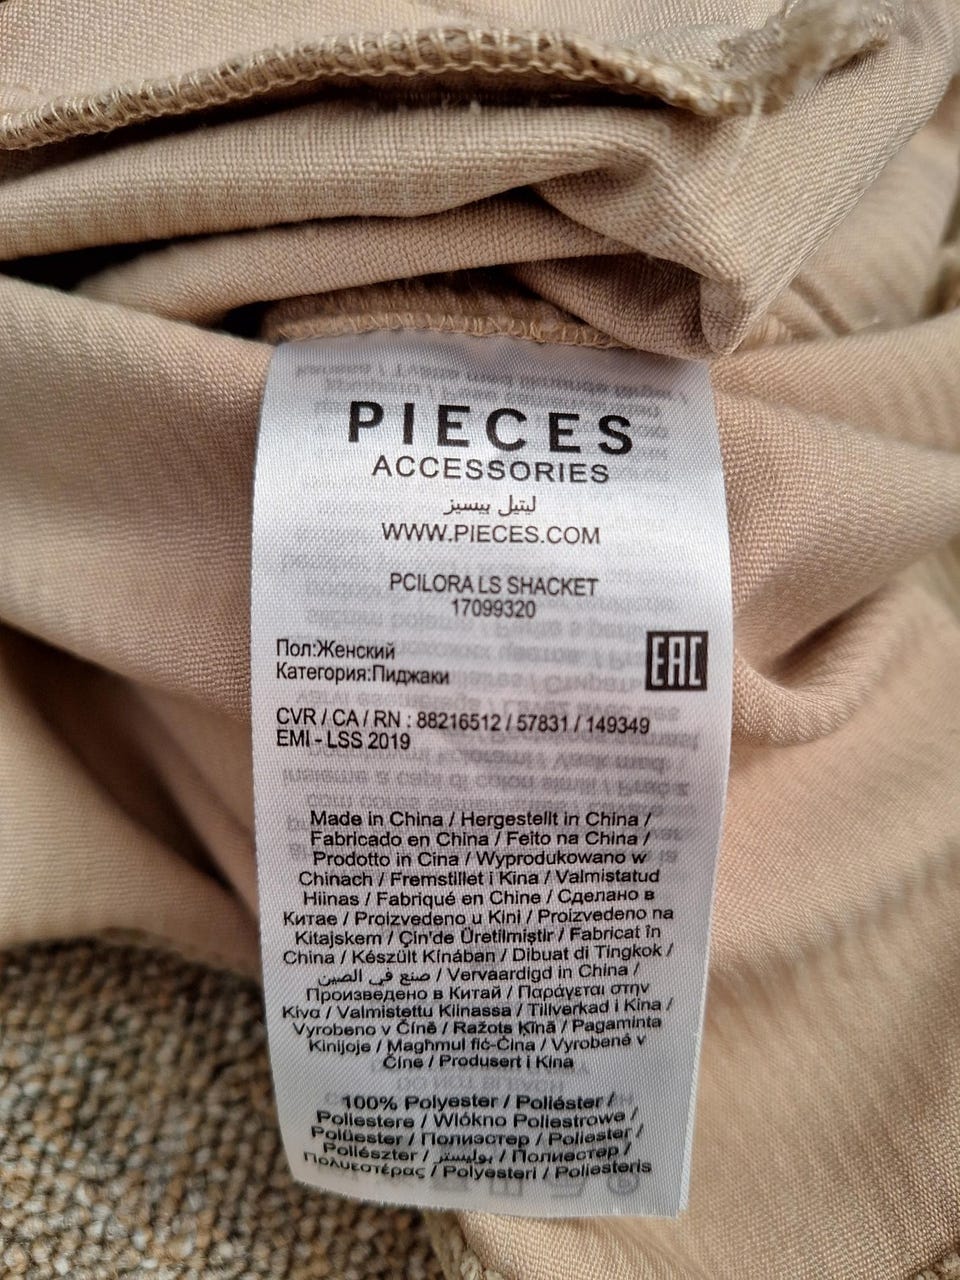 PIECES
ACCESSORIES
ليتيل بيسيز
WWW.PIECES.COM
PCILORA LS SHACKET
17099320
Пол:Женский
Категория:Пиджаки
EAC
CVR / CA / RN : 88216512 / 57831 / 149349
EMI - LSS 2019
Made in China / Hergestellt in China /
Fabricado en China / Feito na China /
Prodotto in Cina / Wyprodukowano w
Chinach / Fremstillet i Kina / Valmistatud
Hiinas / Fabriqué en Chine / Сделано в
Китае / Proizvedeno u Kini / Proizvedeno na
Kitajskem / Çin'de Üretilmiştir / Fabricat în
China / Készült Kínában / Dibuat di Tingkok /
صنع في الصين / Vervaardigd in China /
Произведено в Китай / Παράγεται στην
Κίνα / Valmistettu Kiinassa / Tillverkad i Kina /
Vyrobeno v Číně / Ražots Ķīnā / Pagaminta
Kinijoje / Magħmul fiċ-Ċina / Vyrobené v
Číne / Produsert i Kina
100% Polyester / Poliéster /
Poliestere / Włókno Poliestrowe /
Polüester / Полиэстер / Poliester /
Poliészter / بوليستر / Полиестер /
Πολυεστέρας / Polyesteri / Poliesteris